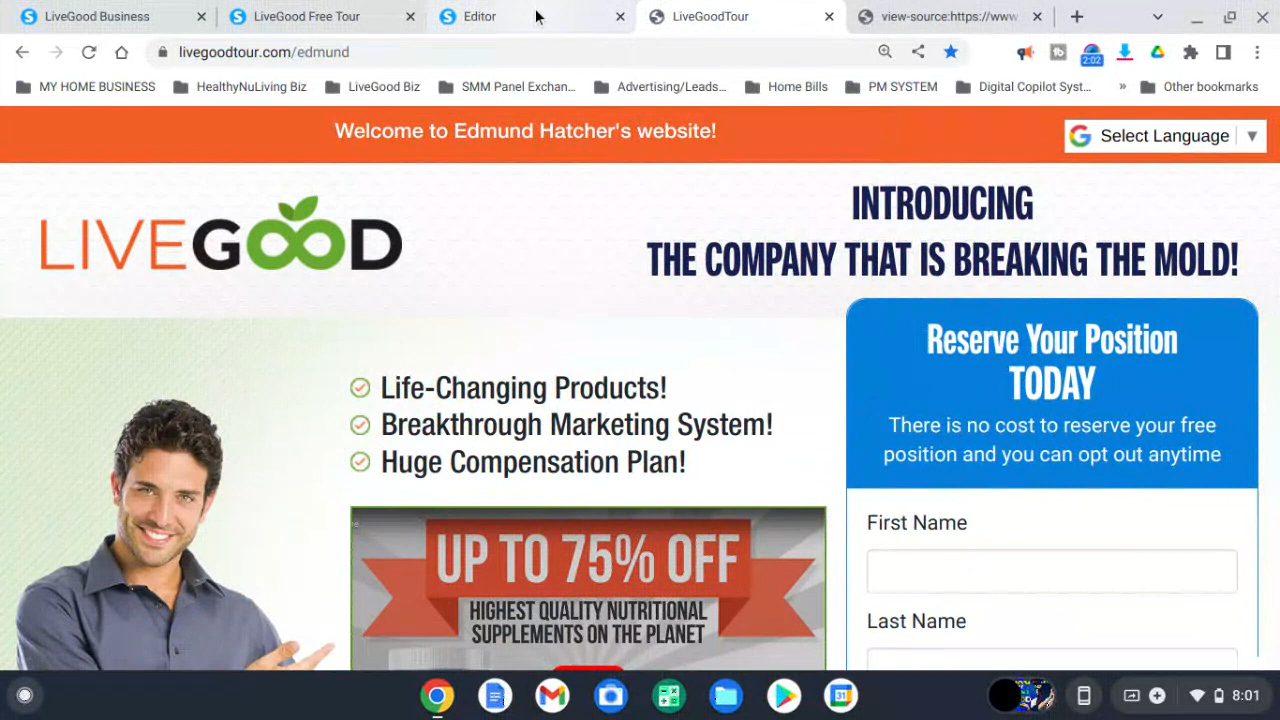 LiveGood Business
LiveGood Free Tour
Editor
LiveGoodTour
view-source:https://www
livegoodtour.com/edmund
2:02
MY HOME BUSINESS
HealthyNuLiving Biz
LiveGood Biz
SMM Panel Exchan...
Advertising/Leads...
Home Bills
PM SYSTEM
Digital Copilot Syst...
»
Other bookmarks
Welcome to Edmund Hatcher's website!
Select Language ▼
LIVEGOOD
INTRODUCING
THE COMPANY THAT IS BREAKING THE MOLD!
Life-Changing Products!
Breakthrough Marketing System!
Huge Compensation Plan!
UP TO 75% OFF
HIGHEST QUALITY NUTRITIONAL
SUPPLEMENTS ON THE PLANET
Reserve Your Position
TODAY
There is no cost to reserve your free
position and you can opt out anytime
First Name
Last Name
8:01